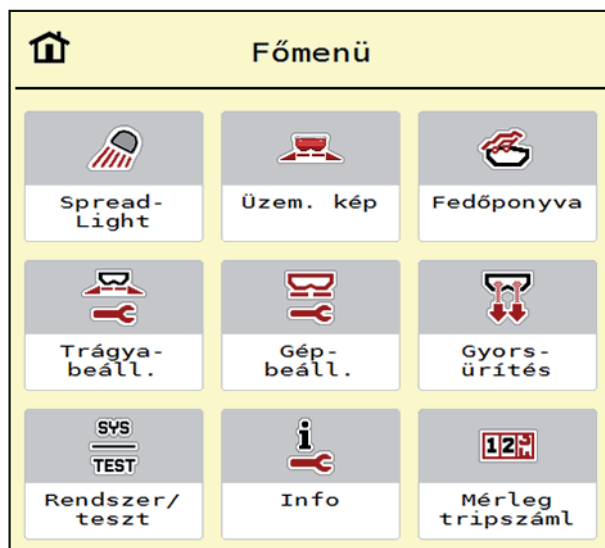 Főmenü
Spread-
Light
Üzem. kép
Fedőponyva
Trágya-
beáll.
Gép-
beáll.
Gyors-
ürítés
SYS
TEST
Rendszer/
teszt
i
Info
12
Mérleg
tripszáml